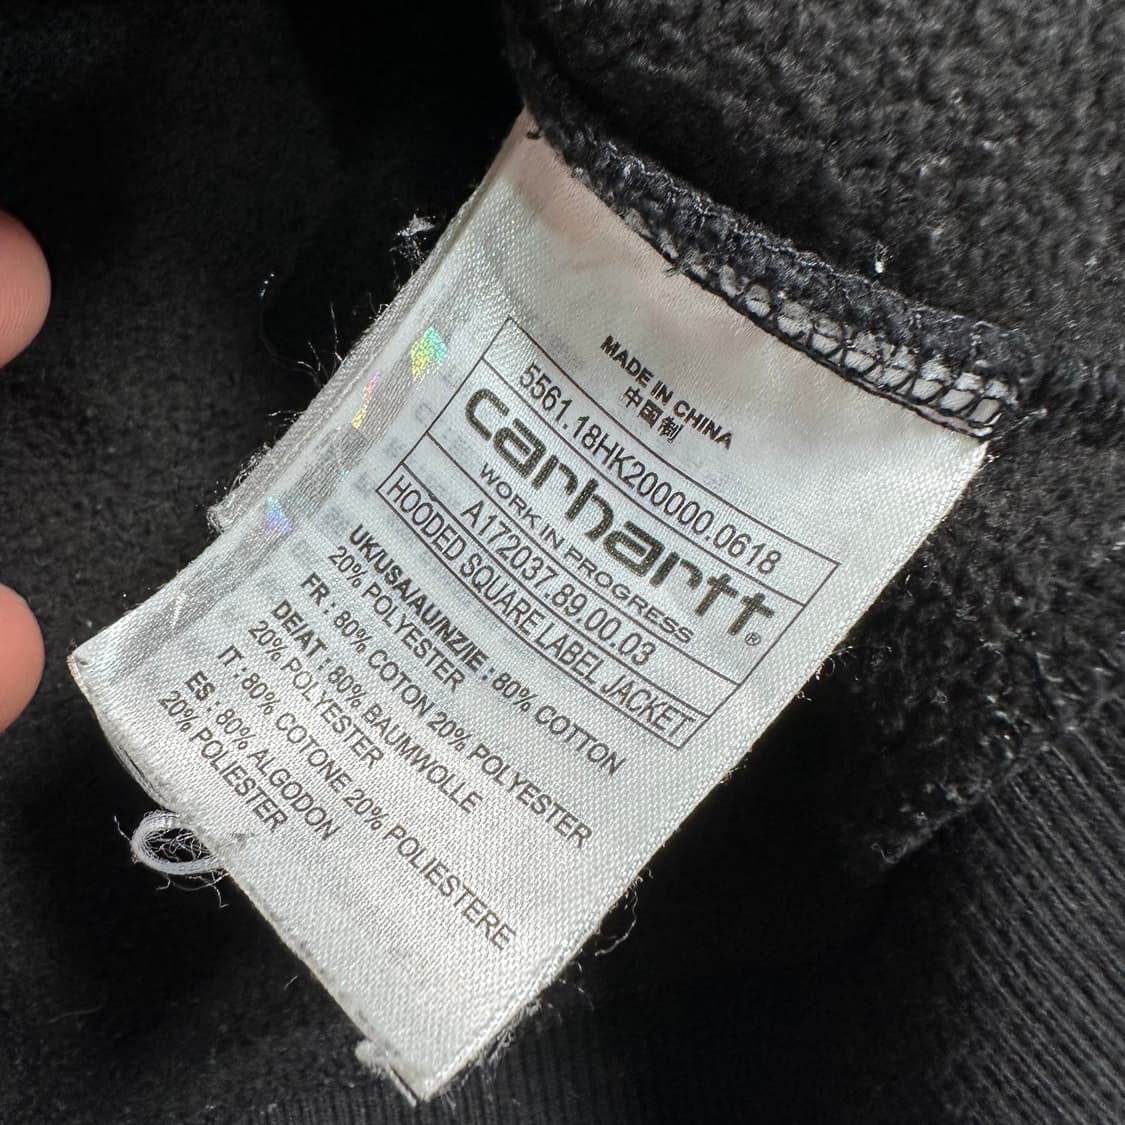 MADE IN CHINA
中国制
5561.18HK200000.0618
carhartt®
WORK IN PROGRESS
A172037.89.00.03
HOODED SQUARE LABEL JACKET
UK/USA/AU/NZ/IE : 80% COTTON
20% POLYESTER
FR : 80% COTON 20% POLYESTER
DE/AT : 80% BAUMWOLLE
20% POLYESTER
IT : 80% COTONE 20% POLIESTERE
ES : 80% ALGODON
20% POLIESTER